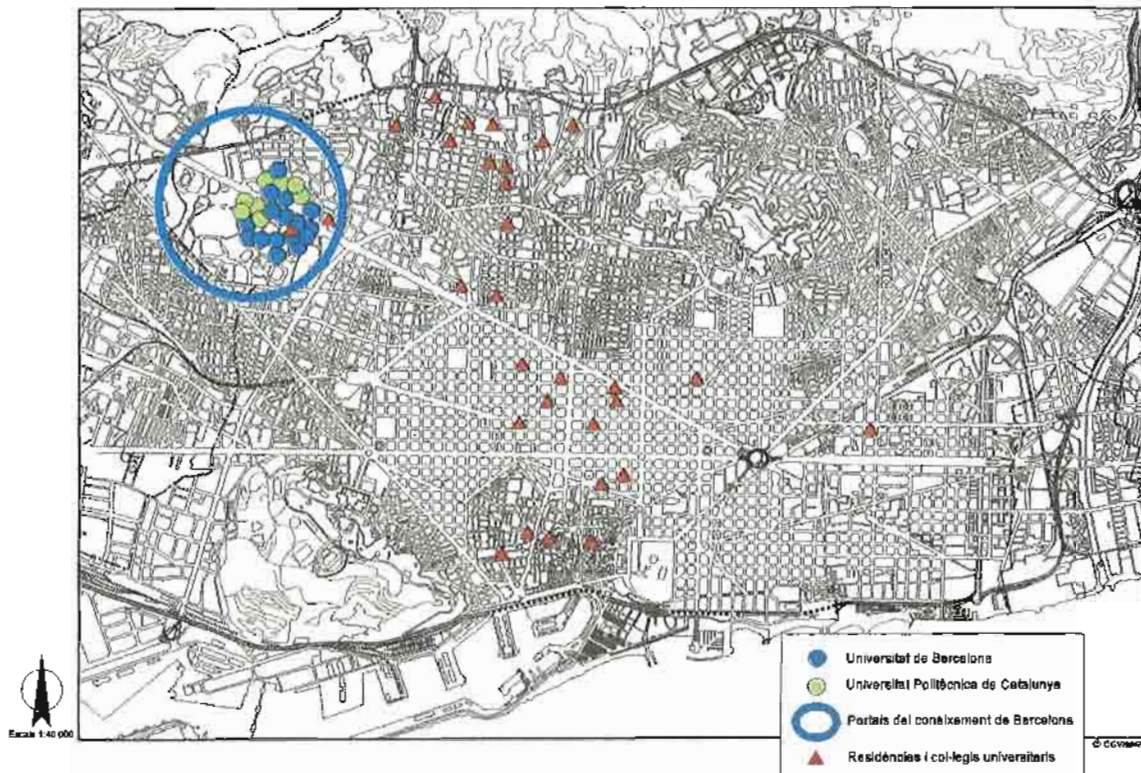 Universitat de Barcelona
Universitat Politècnica de Catalunya
Portals del coneixement de Barcelona
Residències i col·legis universitaris
Escala 1:40 000